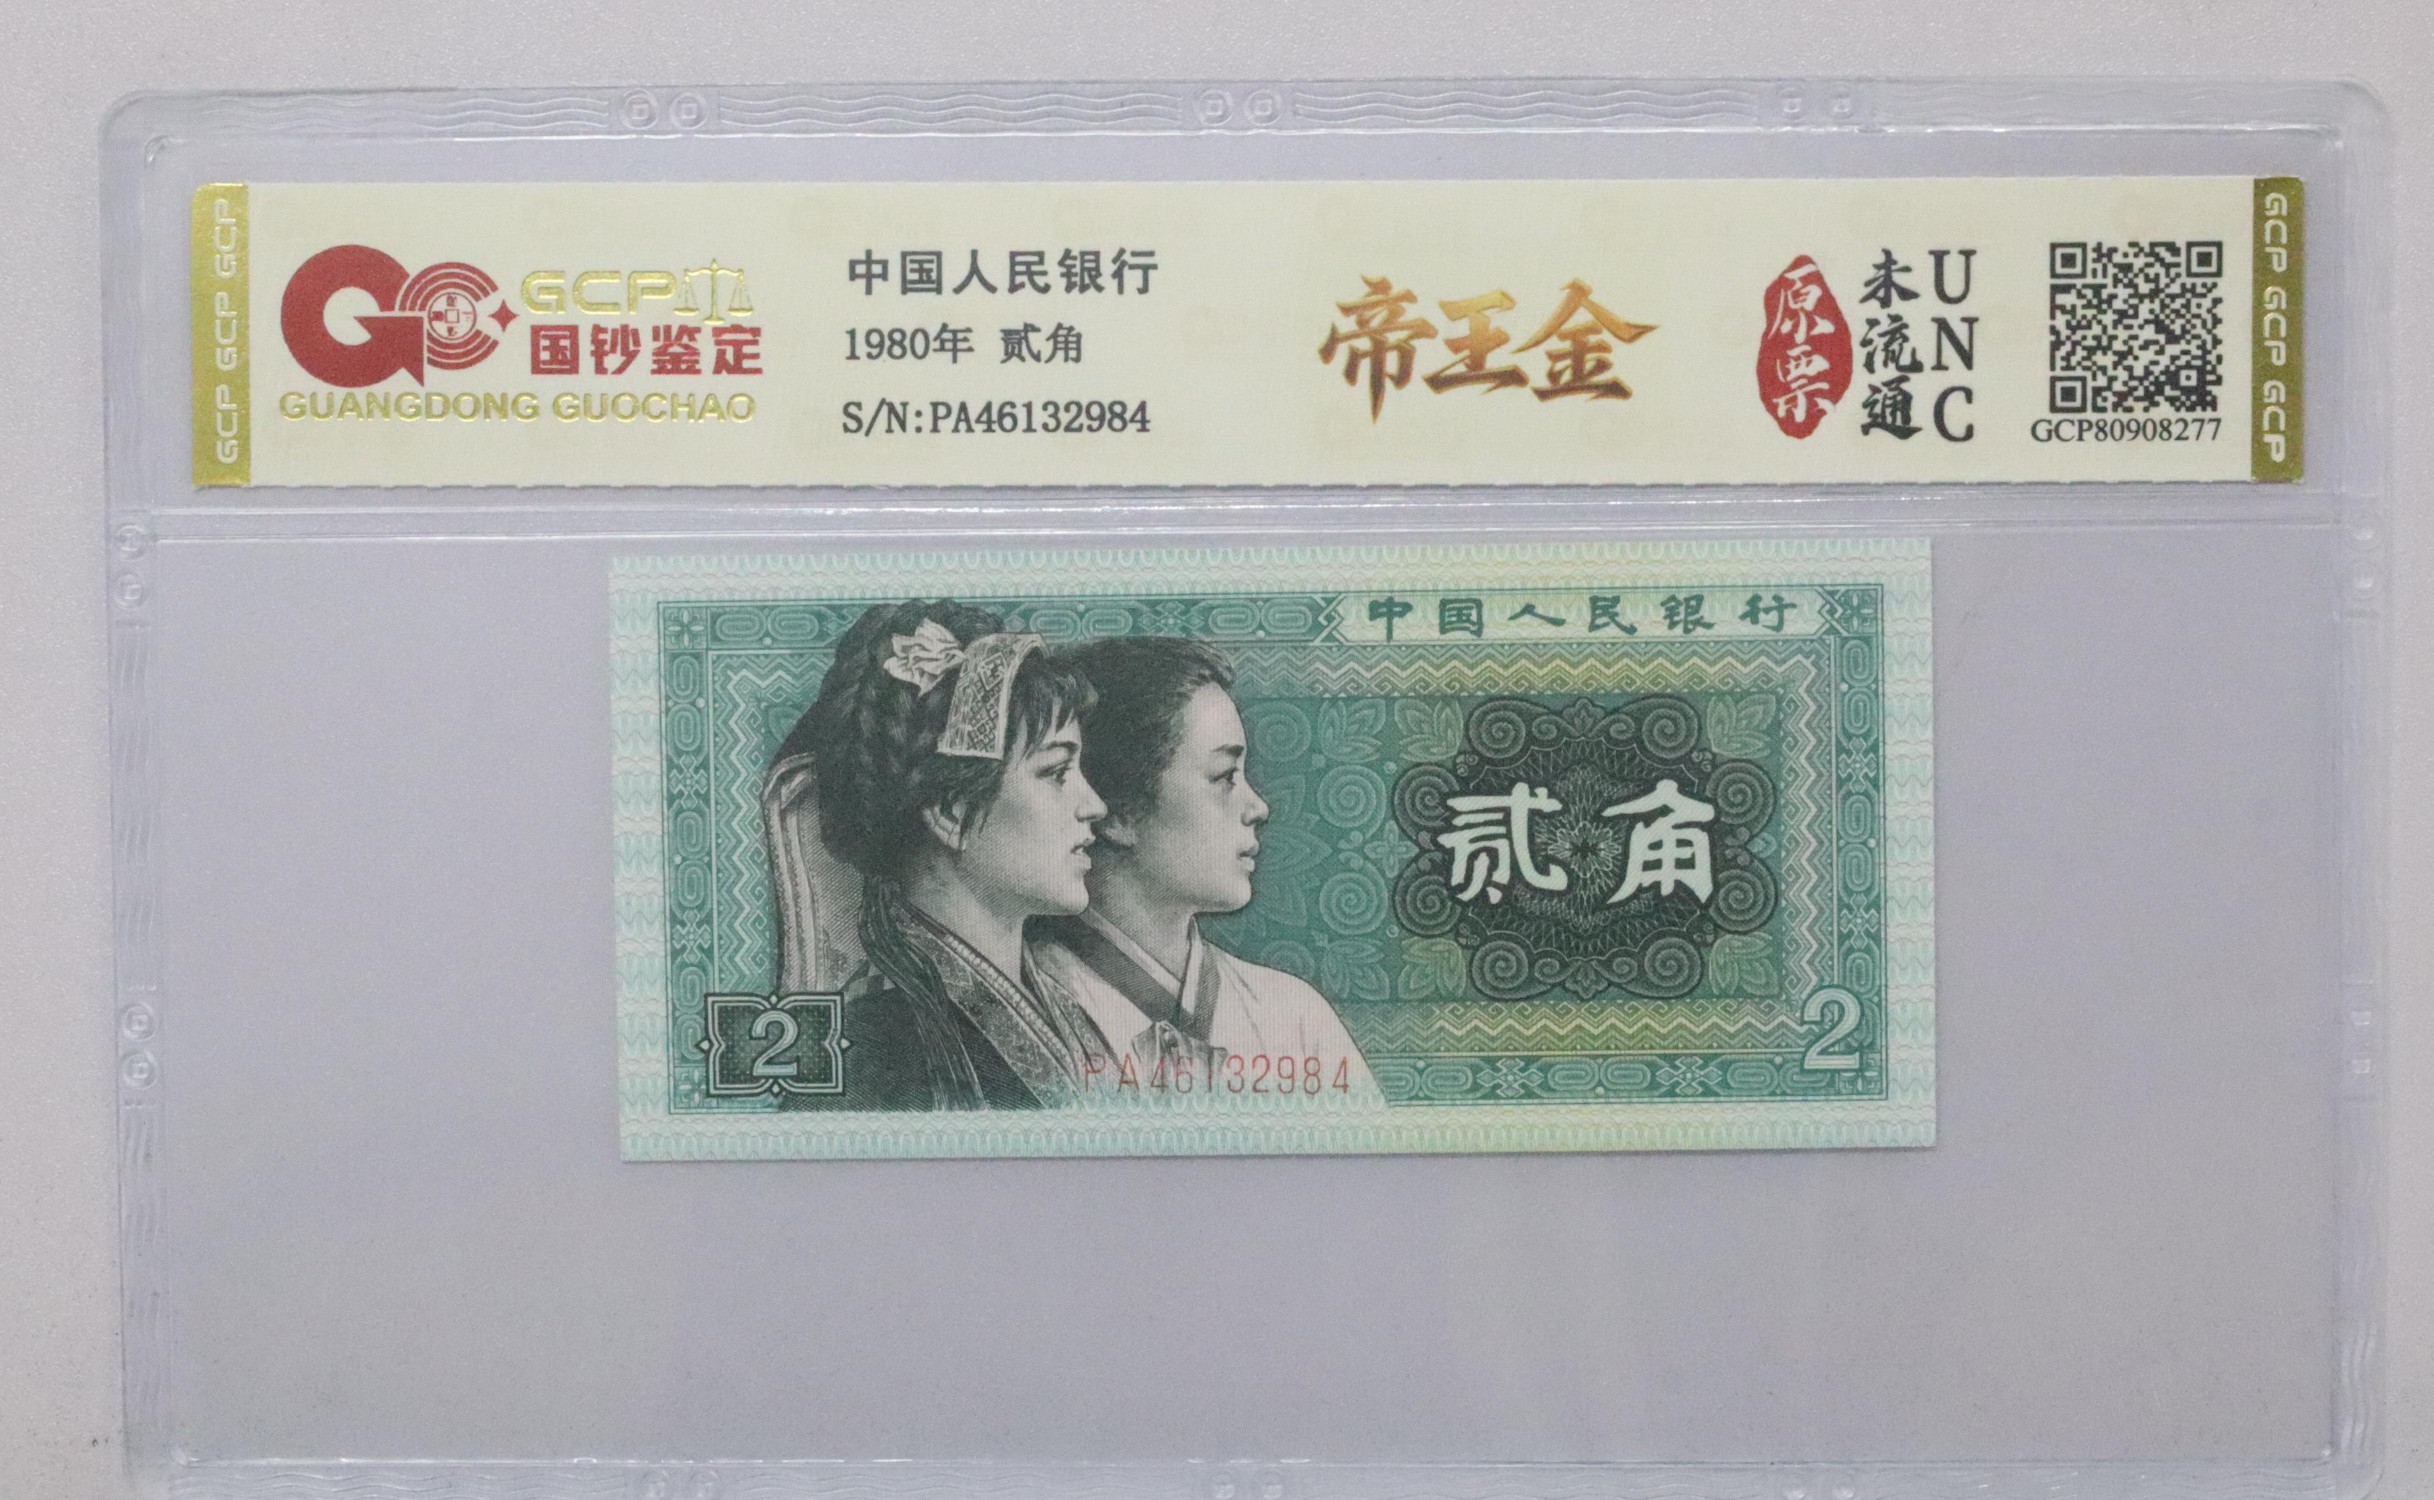 GCP GCP GCP
GCP
国钞鉴定
GUANGDONG GUOCHAO
中国人民银行
1980年 贰角
S/N:PA46132984
帝王金
原票
未流通
UNC
GCP80908277
GCP GCP GCP
中国人民银行
贰角
2
2
PA46132984